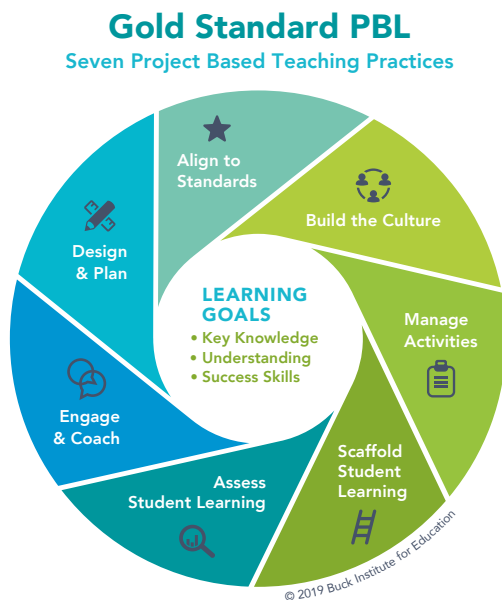 Gold Standard PBL
Seven Project Based Teaching Practices
Align to
Standards
Build the Culture
Manage
Activities
Scaffold
Student
Learning
Assess
Student Learning
Engage
& Coach
Design
& Plan
LEARNING
GOALS
• Key Knowledge
• Understanding
• Success Skills
© 2019 Buck Institute for Education